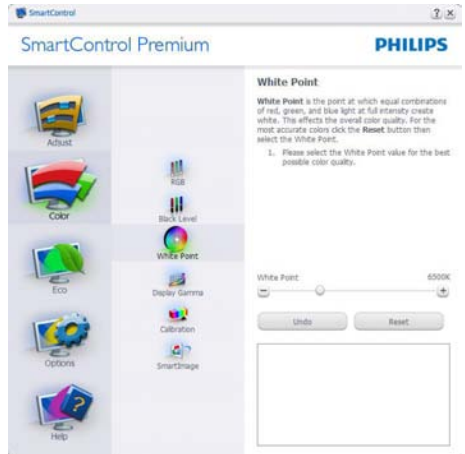 SmartControl
SmartControl Premium
PHILIPS
Adjust
Color
Eco
Options
Help
RGB
Black Level
White Point
Display Gamma
Calibration
SmartImage
White Point
White Point is the point at which equal combinations
of red, green, and blue light at full intensity create
white. This effects the overall color quality. For the
most accurate colors click the Reset button then
select the White Point.
1. Please select the White Point value for the best
possible color quality.
White Point 6500K
Undo Reset